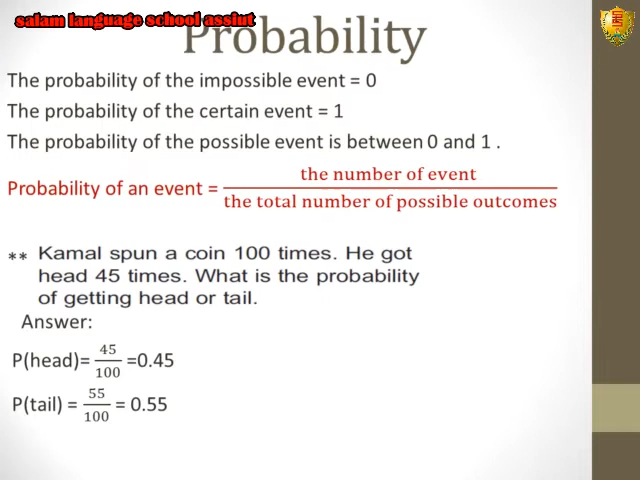 salam language school assiut
Probability
The probability of the impossible event = 0
The probability of the certain event = 1
The probability of the possible event is between 0 and 1 .
Probability of an event = the number of event / the total number of possible outcomes
** Kamal spun a coin 100 times. He got
head 45 times. What is the probability
of getting head or tail.
Answer:
P(head)= 45/100 =0.45
P(tail) = 55/100 = 0.55